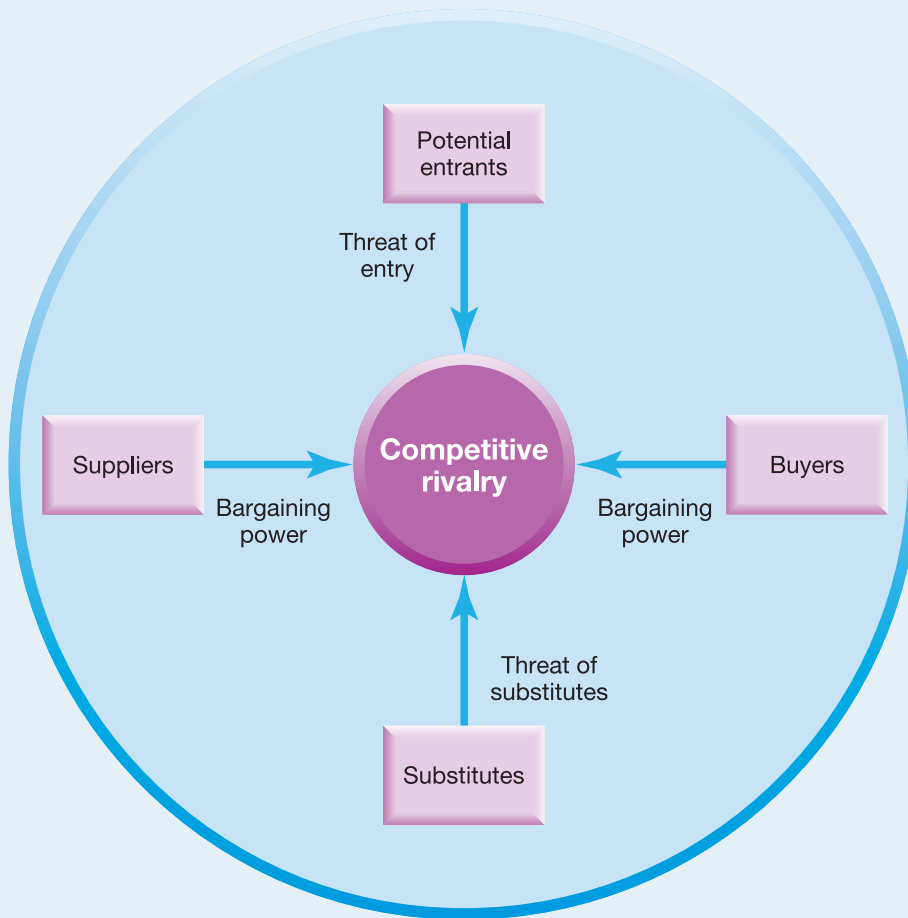 Potential
entrants
Threat of
entry
Suppliers
Bargaining
power
Competitive
rivalry
Buyers
Bargaining
power
Threat of
substitutes
Substitutes